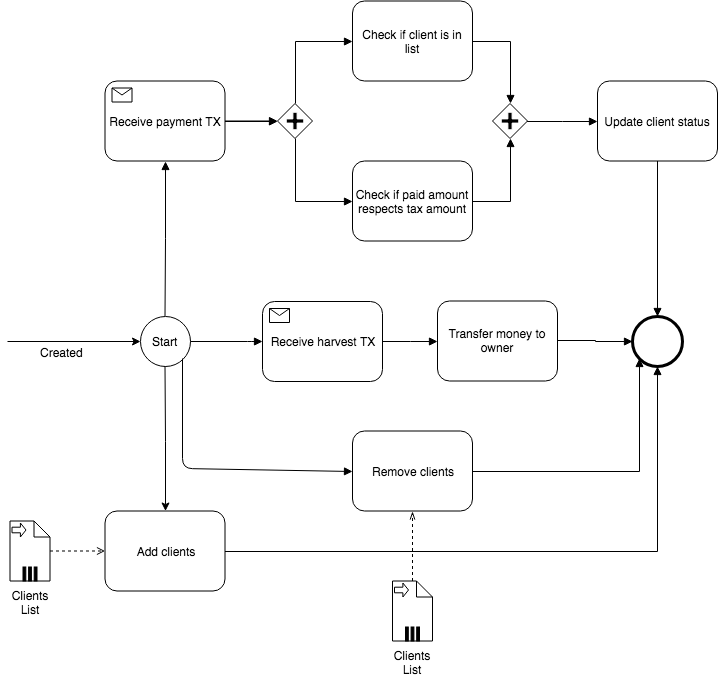 Check if client is in
list
Receive payment TX
Update client status
Check if paid amount
respects tax amount
Created
Start
Receive harvest TX
Transfer money to
owner
Remove clients
Add clients
Clients
List
Clients
List